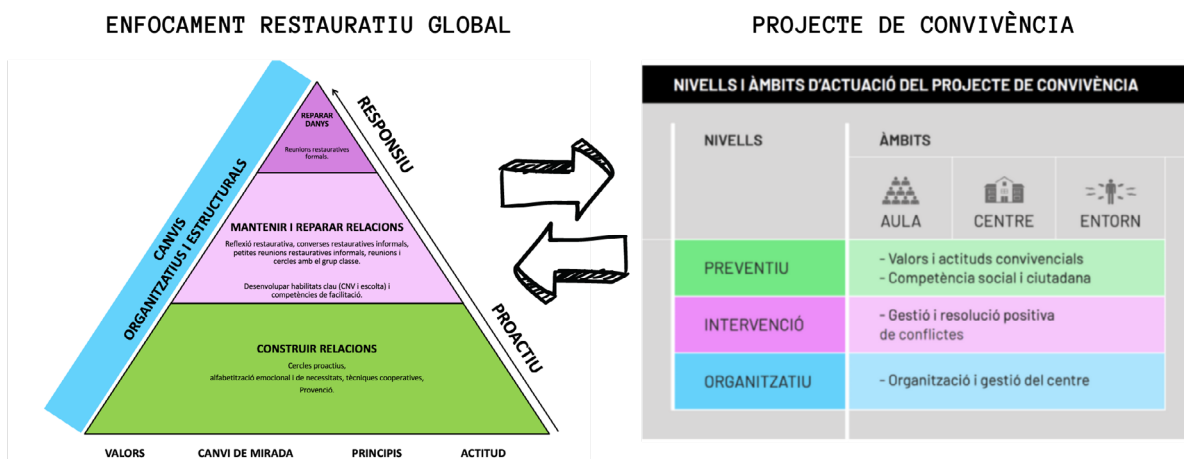 ENFOCAMENT RESTAURATIU GLOBAL
CANVIS
ORGANITZATIUS I ESTRUCTURALS
RESPONSIU
PROACTIU
REPARAR
DANYS
Reunions restauratives
formals.
MANTENIR I REPARAR RELACIONS
Reflexió restaurativa, converses restauratives informals,
petites reunions restauratives informals, reunions i
cercles amb el grup classe.
Desenvolupar habilitats clau (CNV i escolta) i
competències de facilitació.
CONSTRUIR RELACIONS
Cercles proactius,
alfabetització emocional i de necessitats, tècniques cooperatives,
Provenció.
VALORS CANVI DE MIRADA PRINCIPIS ACTITUD
PROJECTE DE CONVIVÈNCIA
NIVELLS I ÀMBITS D'ACTUACIÓ DEL PROJECTE DE CONVIVÈNCIA
NIVELLS ÀMBITS
AULA CENTRE ENTORN
PREVENTIU
- Valors i actituds convivencials
- Competència social i ciutadana
INTERVENCIÓ
- Gestió i resolució positiva
de conflictes
ORGANITZATIU
- Organització i gestió del centre